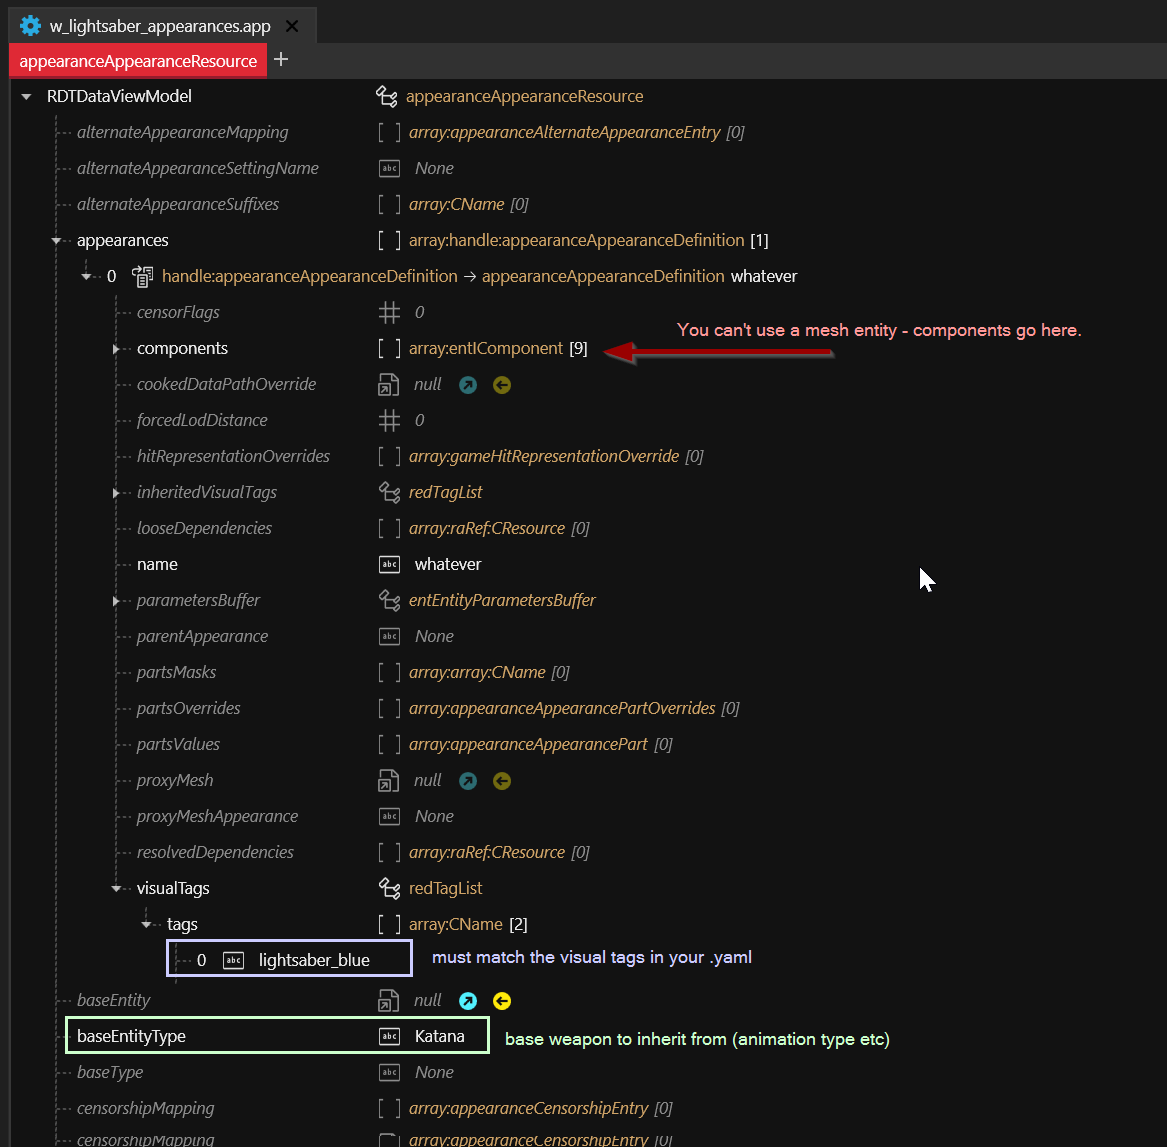 w_lightsaber_appearances.app
appearanceAppearanceResource
RDTDataViewModel appearanceAppearanceResource
alternateAppearanceMapping [ ] array:appearanceAlternateAppearanceEntry [0]
alternateAppearanceSettingName abc None
alternateAppearanceSuffixes [ ] array:CName [0]
appearances [ ] array:handle:appearanceAppearanceDefinition [1]
0 handle:appearanceAppearanceDefinition → appearanceAppearanceDefinition whatever
censorFlags 0
You can't use a mesh entity - components go here.
components [ ] array:entIComponent [9]
cookedDataPathOverride null
forcedLodDistance 0
hitRepresentationOverrides [ ] array:gameHitRepresentationOverride [0]
inheritedVisualTags redTagList
looseDependencies [ ] array:raRef:CResource [0]
name abc whatever
parametersBuffer entEntityParametersBuffer
parentAppearance abc None
partsMasks [ ] array:array:CName [0]
partsOverrides [ ] array:appearanceAppearancePartOverrides [0]
partsValues [ ] array:appearanceAppearancePart [0]
proxyMesh null
proxyMeshAppearance abc None
resolvedDependencies [ ] array:raRef:CResource [0]
visualTags redTagList
tags [ ] array:CName [2]
0 abc lightsaber_blue must match the visual tags in your .yaml
baseEntity null
baseEntityType abc Katana base weapon to inherit from (animation type etc)
baseType abc None
censorshipMapping [ ] array:appearanceCensorshipEntry [0]
censorshipMapping array:appearanceCensorshipEntry [0]